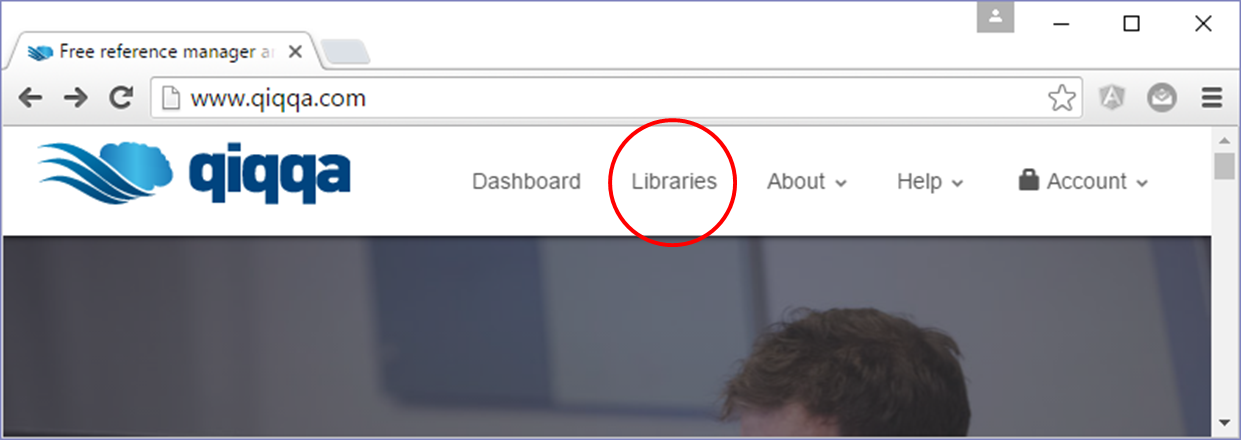 Free reference manager a
www.qiqqa.com
qiqqa
Dashboard Libraries About Help Account